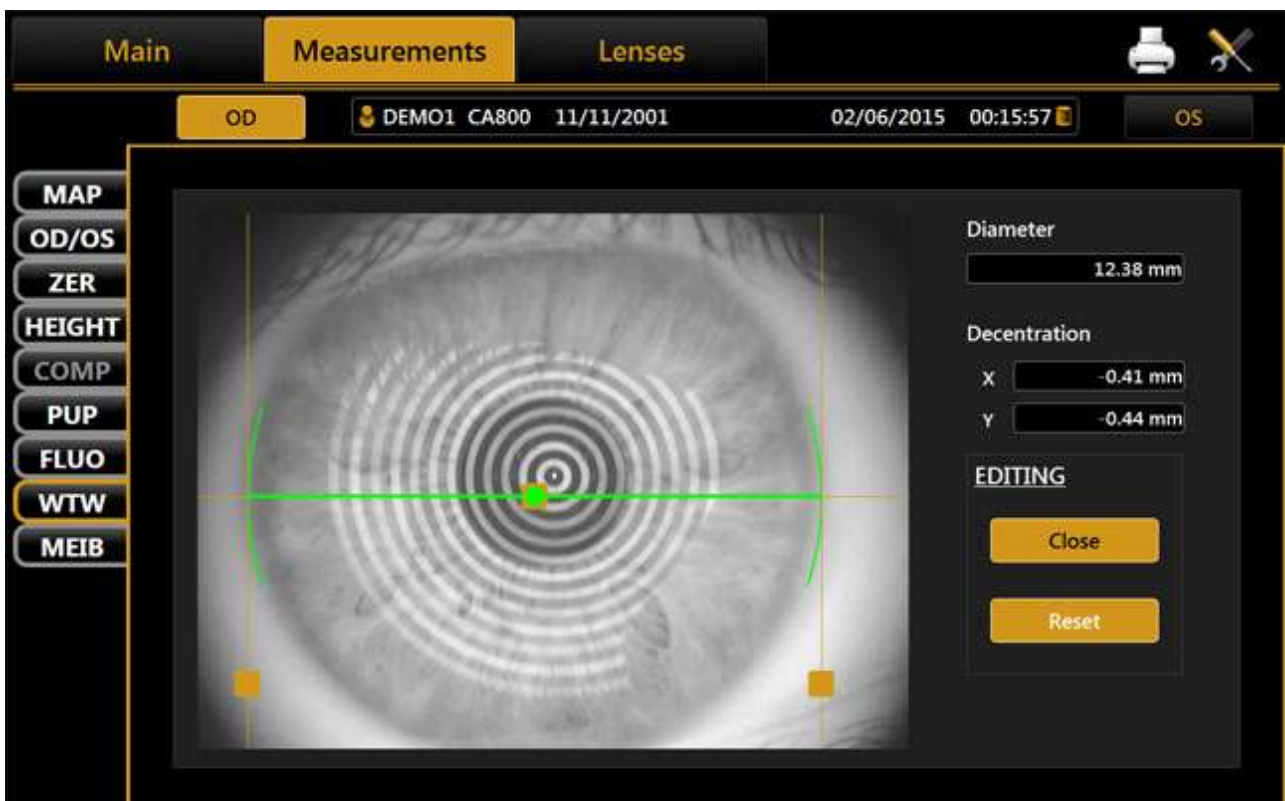 Main Measurements Lenses
OD DEMO1 CA800 11/11/2001 02/06/2015 00:15:57 OS
MAP
OD/OS
ZER
HEIGHT
COMP
PUP
FLUO
WTW
MEIB
Diameter
12.38 mm
Decentration
X -0.41 mm
Y -0.44 mm
EDITING
Close
Reset